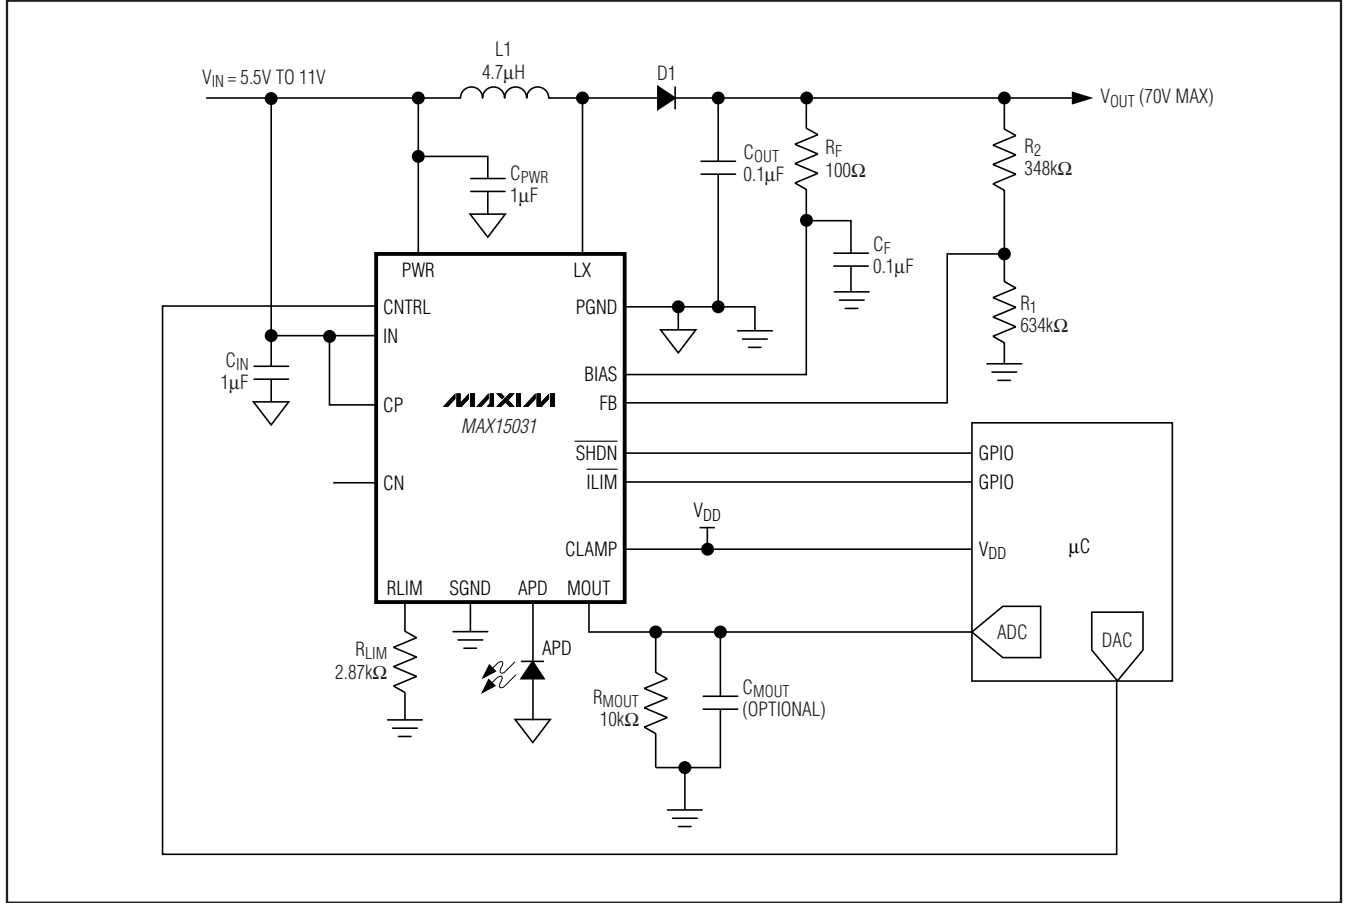 L1
4.7µH
D1
VIN = 5.5V TO 11V
VOUT (70V MAX)
COUT
0.1µF
RF
100Ω
R2
348kΩ
CPWR
1µF
CF
0.1µF
PWR
LX
CNTRL
PGND
R1
634kΩ
IN
CIN
1µF
BIAS
CP
MAXIM
FB
MAX15031
SHDN
GPIO
CN
ILIM
GPIO
VDD
CLAMP
VDD
µC
RLIM
SGND
APD
MOUT
ADC
DAC
RLIM
2.87kΩ
APD
RMOUT
10kΩ
CMOUT
(OPTIONAL)